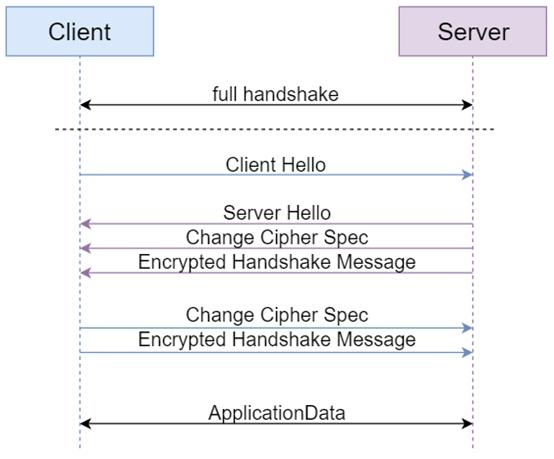 Client
Server
full handshake
Client Hello
Server Hello
Change Cipher Spec
Encrypted Handshake Message
Change Cipher Spec
Encrypted Handshake Message
ApplicationData